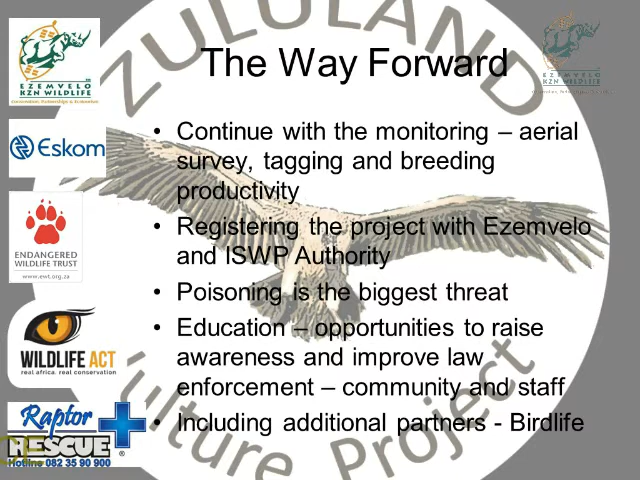 ZULULAND
The Way Forward
EZEMVELO
KZN WILDLIFE
EZEMVELO
KZN WILDLIFE
Eskom
• Continue with the monitoring – aerial
survey, tagging and breeding
productivity
ENDANGERED
WILDLIFE TRUST
www.ewt.org.za
• Registering the project with Ezemvelo
and ISWP Authority
• Poisoning is the biggest threat
WILDLIFE ACT
real africa. real conservation
• Education – opportunities to raise
awareness and improve law
enforcement – community and staff
Raptor
RESCUE
®
Hotline 082 35 90 900
• Including additional partners - Birdlife
Vulture Project